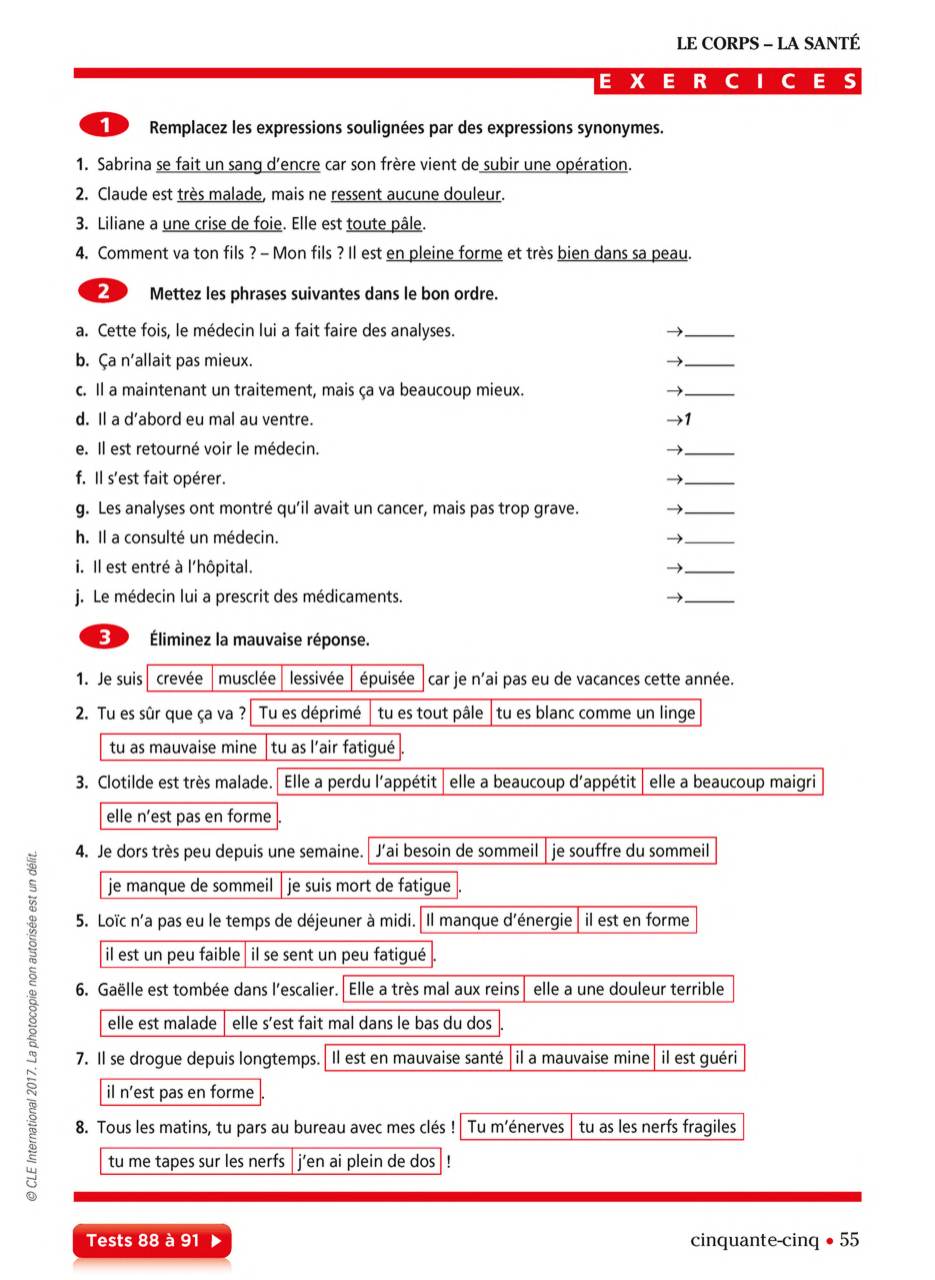 LE CORPS – LA SANTÉ
EXERCICES
1 Remplacez les expressions soulignées par des expressions synonymes.
1. Sabrina se fait un sang d'encre car son frère vient de subir une opération.
2. Claude est très malade, mais ne ressent aucune douleur.
3. Liliane a une crise de foie. Elle est toute pâle.
4. Comment va ton fils ? – Mon fils ? Il est en pleine forme et très bien dans sa peau.
2 Mettez les phrases suivantes dans le bon ordre.
a. Cette fois, le médecin lui a fait faire des analyses. →______
b. Ça n'allait pas mieux. →______
c. Il a maintenant un traitement, mais ça va beaucoup mieux. →______
d. Il a d'abord eu mal au ventre. →1
e. Il est retourné voir le médecin. →______
f. Il s'est fait opérer. →______
g. Les analyses ont montré qu'il avait un cancer, mais pas trop grave. →______
h. Il a consulté un médecin. →______
i. Il est entré à l'hôpital. →______
j. Le médecin lui a prescrit des médicaments. →______
3 Éliminez la mauvaise réponse.
1. Je suis crevée musclée lessivée épuisée car je n'ai pas eu de vacances cette année.
2. Tu es sûr que ça va ? Tu es déprimé tu es tout pâle tu es blanc comme un linge
tu as mauvaise mine tu as l'air fatigué.
3. Clotilde est très malade. Elle a perdu l'appétit elle a beaucoup d'appétit elle a beaucoup maigri
elle n'est pas en forme.
4. Je dors très peu depuis une semaine. J'ai besoin de sommeil je souffre du sommeil
je manque de sommeil je suis mort de fatigue.
5. Loïc n'a pas eu le temps de déjeuner à midi. Il manque d'énergie il est en forme
il est un peu faible il se sent un peu fatigué.
6. Gaëlle est tombée dans l'escalier. Elle a très mal aux reins elle a une douleur terrible
elle est malade elle s'est fait mal dans le bas du dos.
7. Il se drogue depuis longtemps. Il est en mauvaise santé il a mauvaise mine il est guéri
il n'est pas en forme.
8. Tous les matins, tu pars au bureau avec mes clés ! Tu m'énerves tu as les nerfs fragiles
tu me tapes sur les nerfs j'en ai plein de dos !
© CLE International 2017. La photocopie non autorisée est un délit.
Tests 88 à 91 ▶
cinquante-cinq • 55